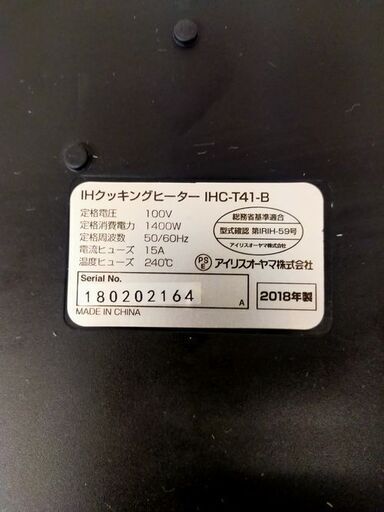 IHクッキングヒーター IHC-T41-B
定格電圧 100V
定格消費電力 1400W
定格周波数 50/60Hz
電流ヒューズ 15A
温度ヒューズ 240℃
総務省基準適合
型式確認 第IRIH-59号
アイリスオーヤマ株式会社
PS
E
アイリスオーヤマ株式会社
Serial No.
180202164
A
2018年製
MADE IN CHINA